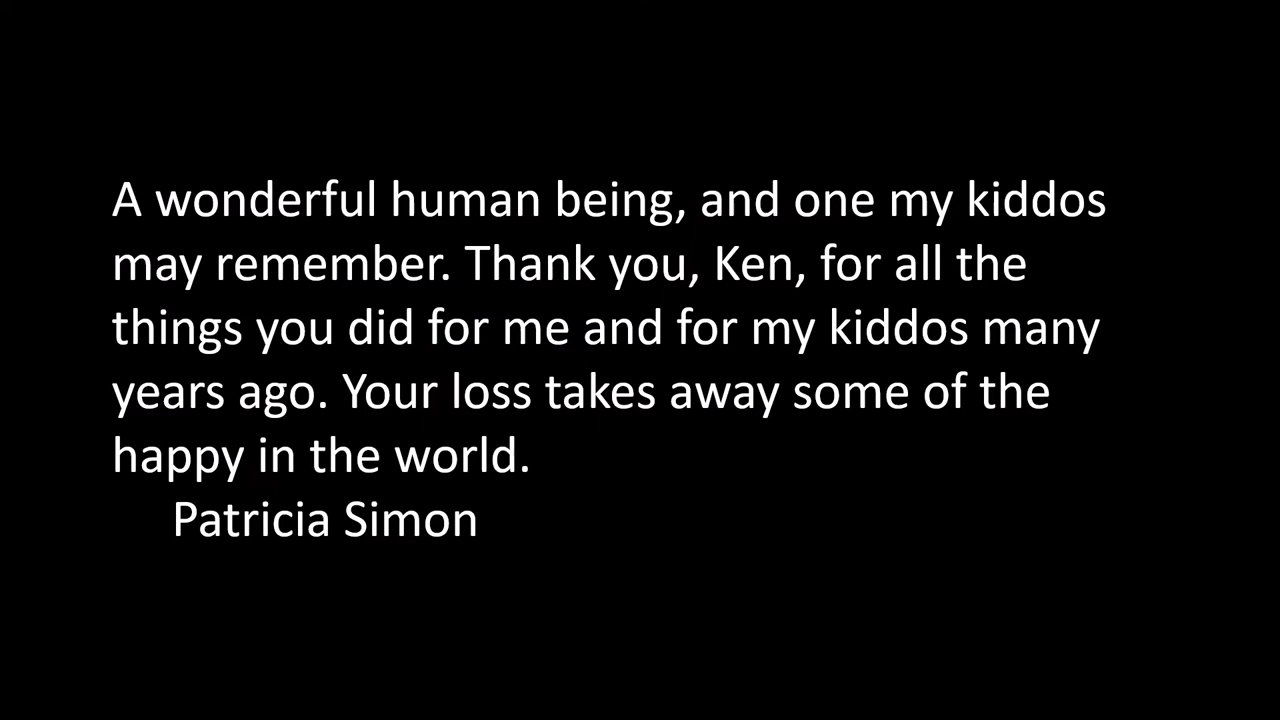 A wonderful human being, and one my kiddos
may remember. Thank you, Ken, for all the
things you did for me and for my kiddos many
years ago. Your loss takes away some of the
happy in the world.
Patricia Simon